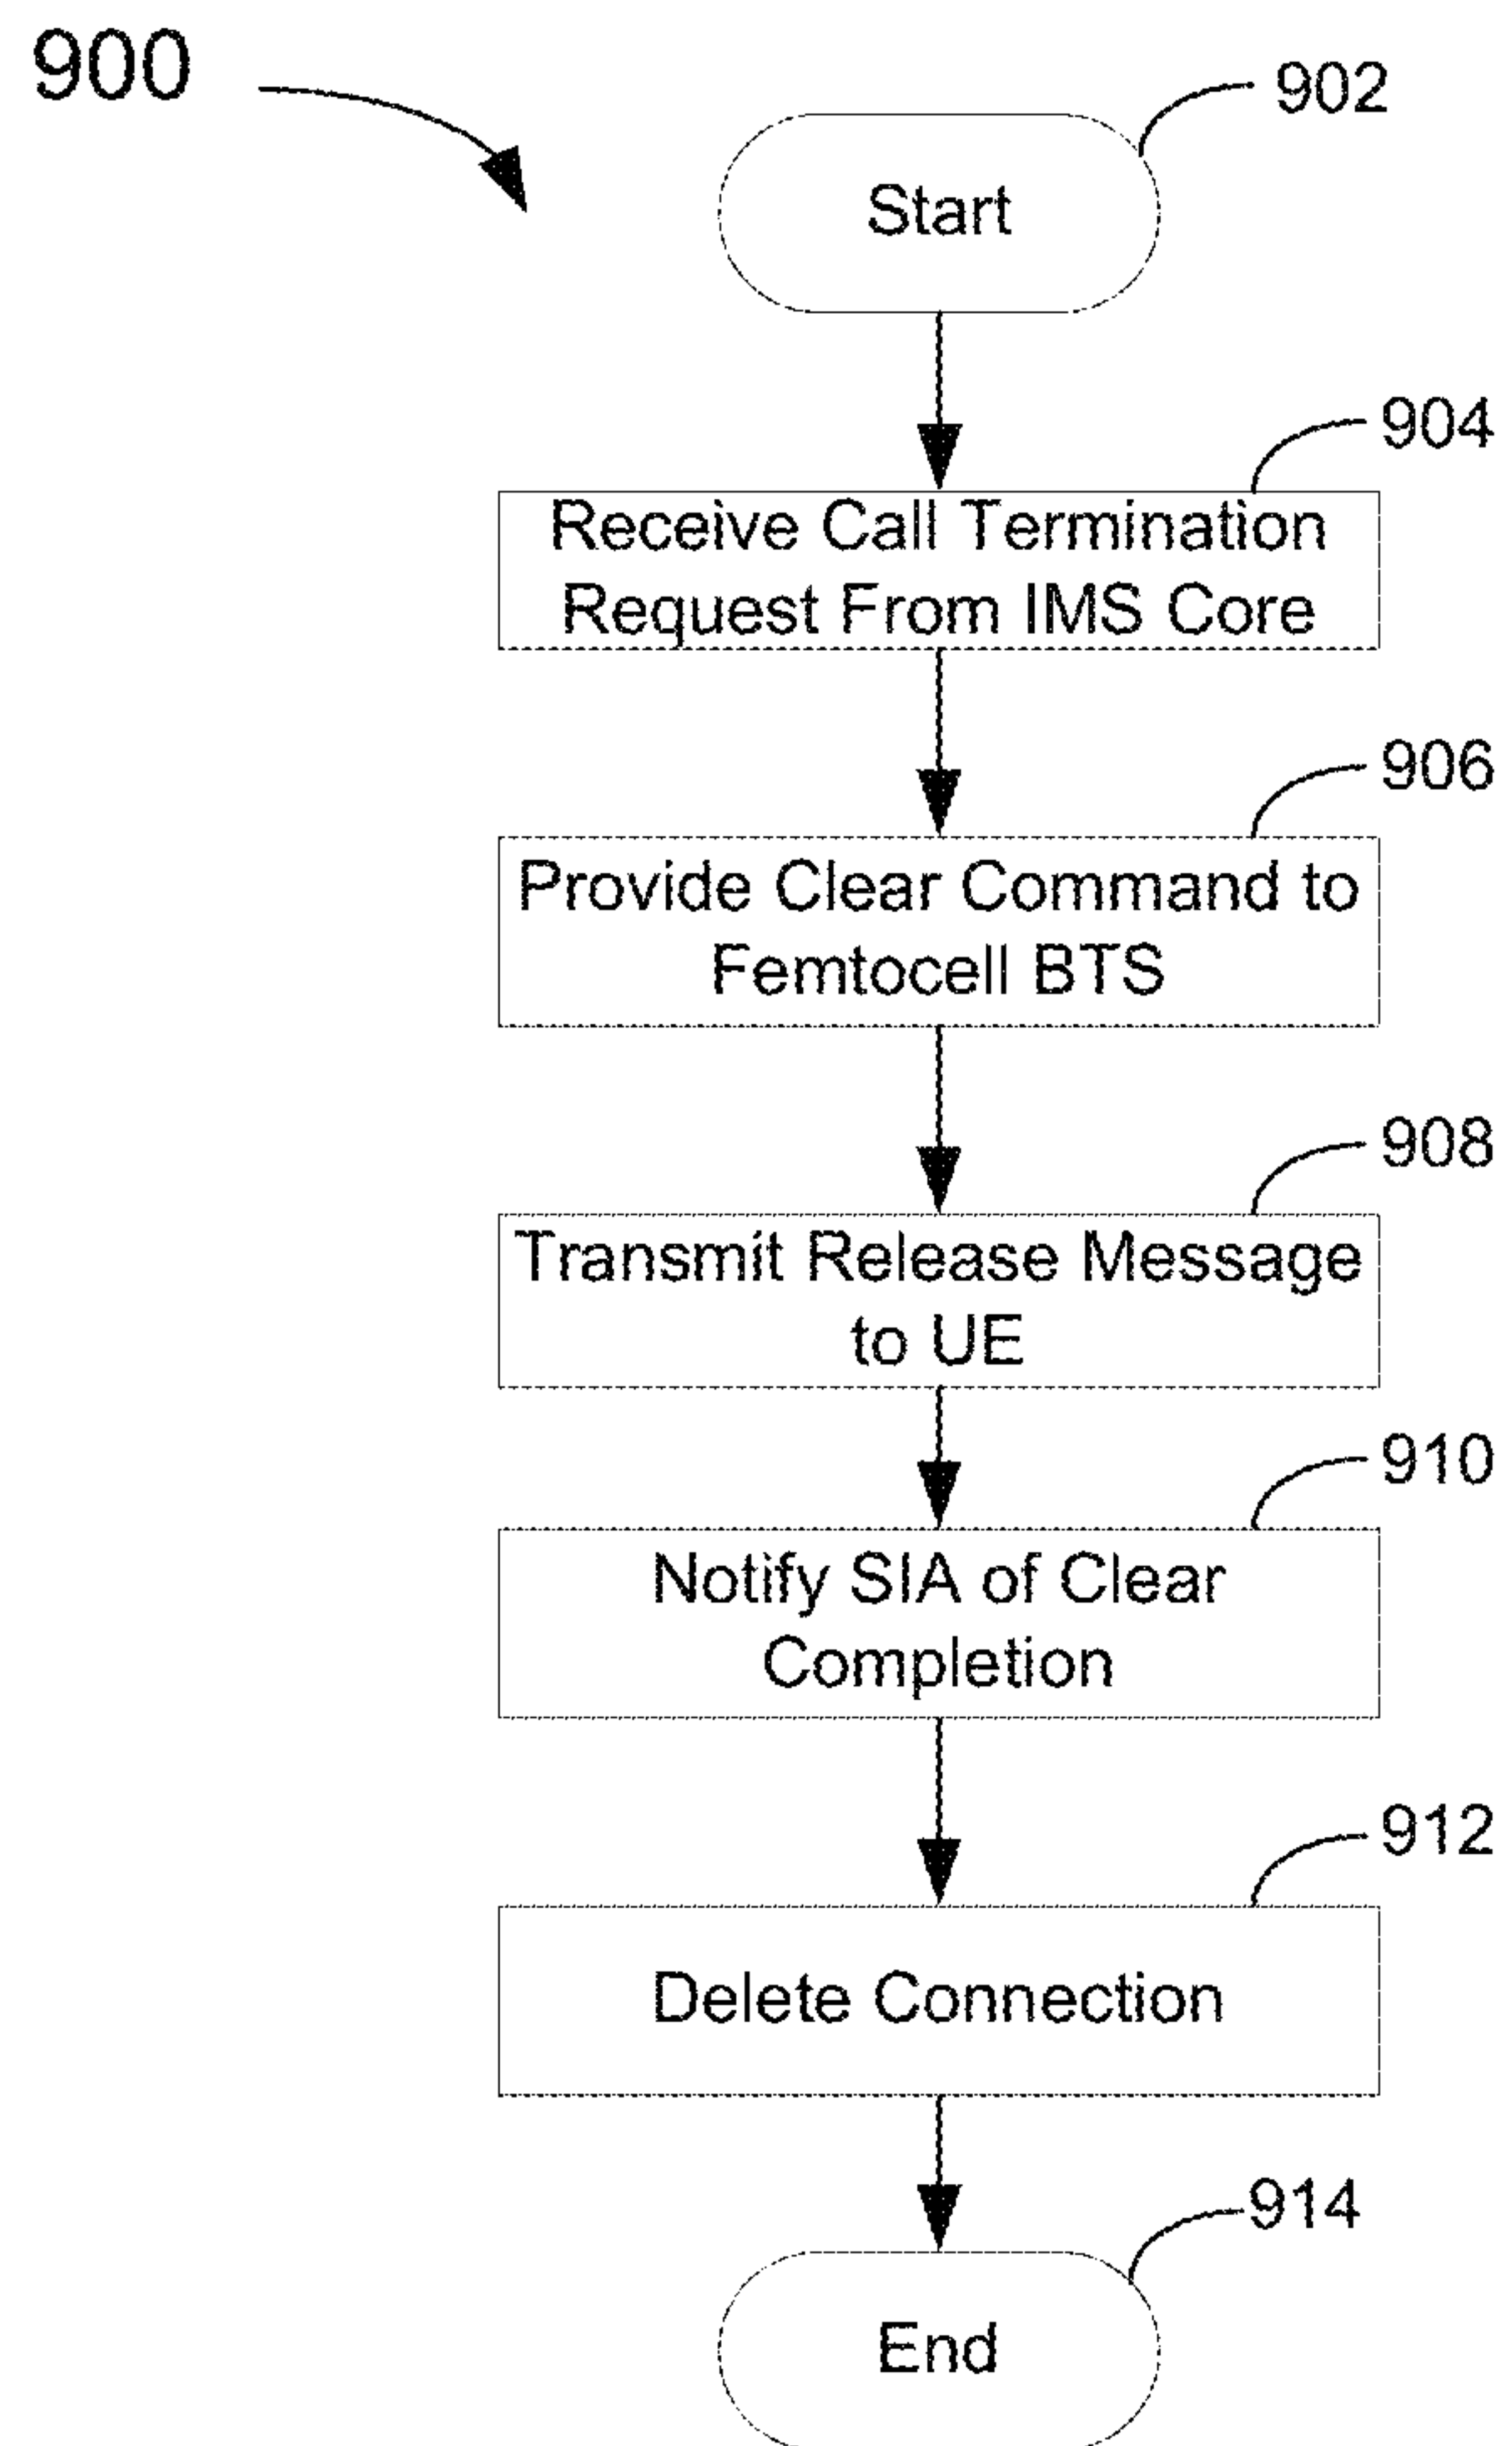 900
902
Start
904
Receive Call Termination
Request From IMS Core
906
Provide Clear Command to
Femtocell BTS
908
Transmit Release Message
to UE
910
Notify SIA of Clear
Completion
912
Delete Connection
914
End